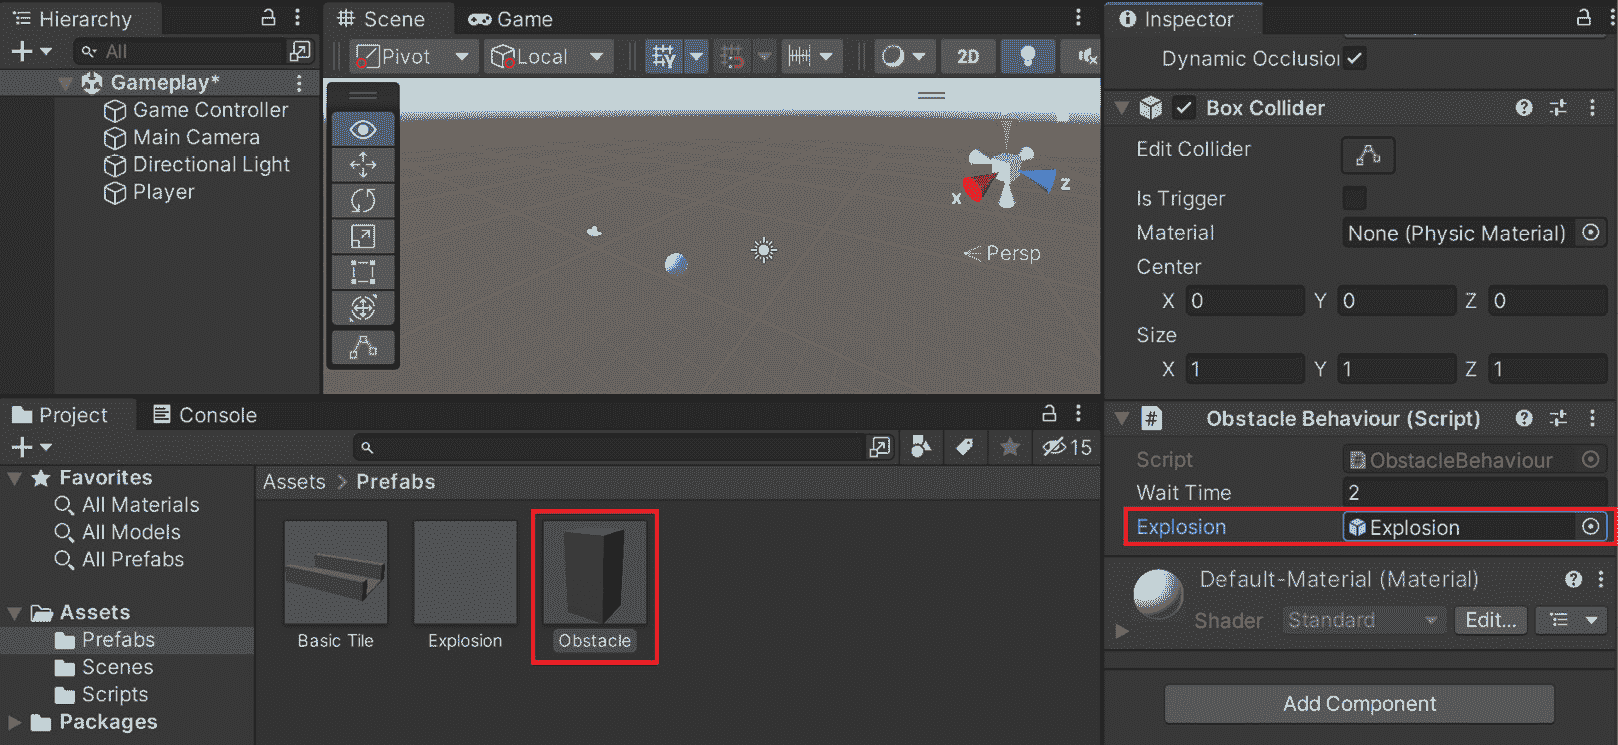 Hierarchy
All
Gameplay*
Game Controller
Main Camera
Directional Light
Player
Scene
Game
Pivot
Local
2D
X
Z
Persp
Project
Console
15
Favorites
All Materials
All Models
All Prefabs
Assets
Prefabs
Scenes
Scripts
Packages
Assets > Prefabs
Basic Tile
Explosion
Obstacle
Inspector
Dynamic Occlusion
Box Collider
Edit Collider
Is Trigger
Material
None (Physic Material)
Center
X 0 Y 0 Z 0
Size
X 1 Y 1 Z 1
# Obstacle Behaviour (Script)
Script ObstacleBehaviour
Wait Time 2
Explosion Explosion
Default-Material (Material)
Shader Standard Edit...
Add Component